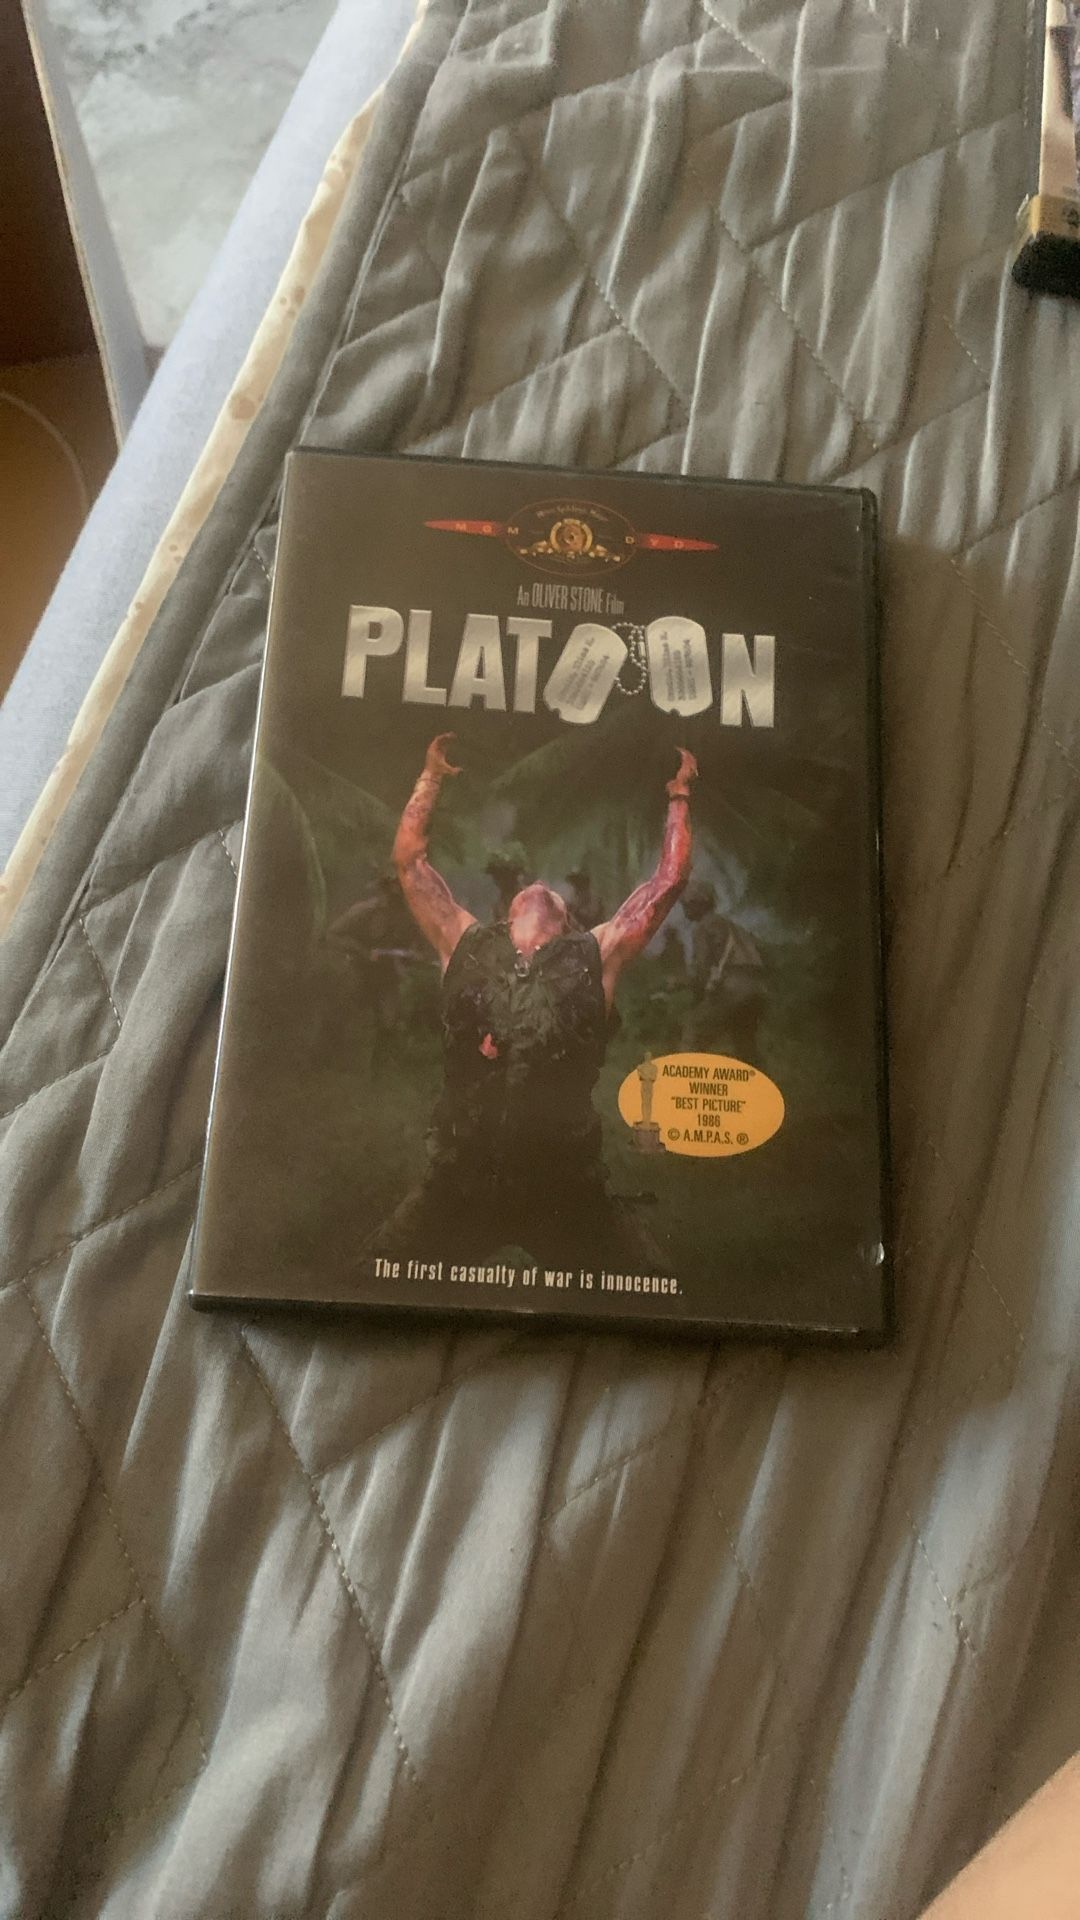 MGM DVD
An OLIVER STONE Film
PLATOON
ACADEMY AWARD®
WINNER
"BEST PICTURE"
1986
© A.M.P.A.S. ®
The first casualty of war is innocence.